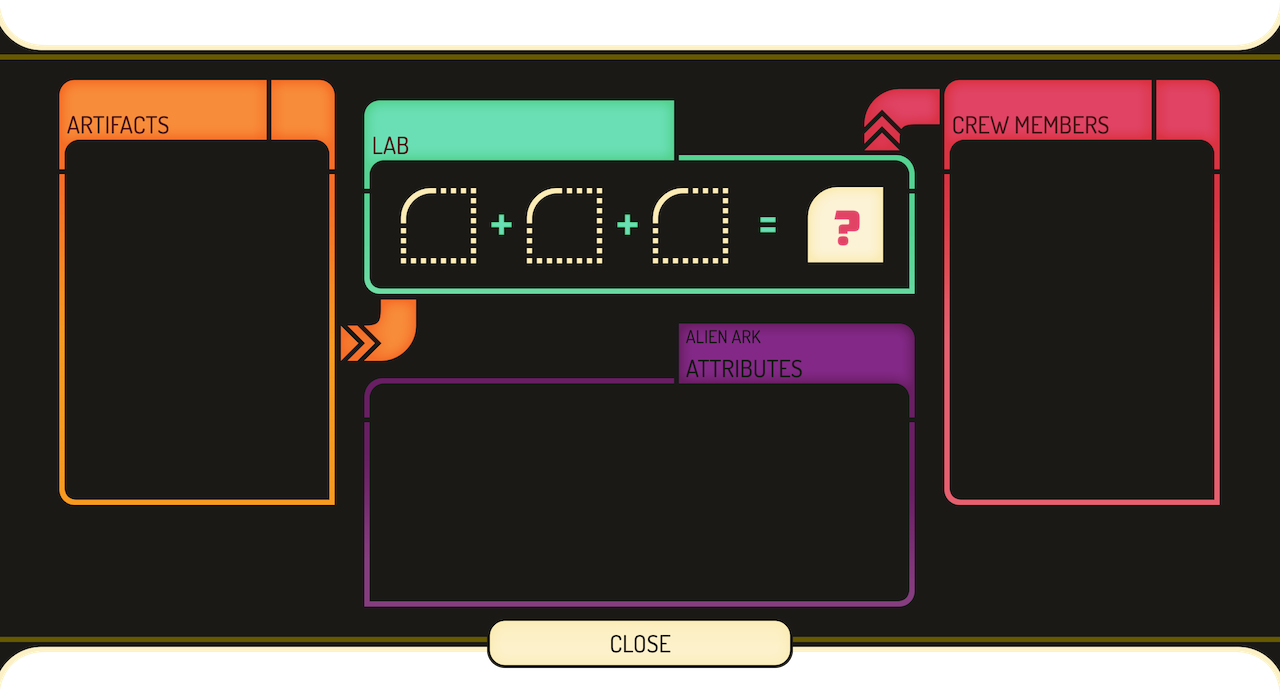 ARTIFACTS
LAB
+ + + = ?
CREW MEMBERS
ALIEN ARK
ATTRIBUTES
CLOSE